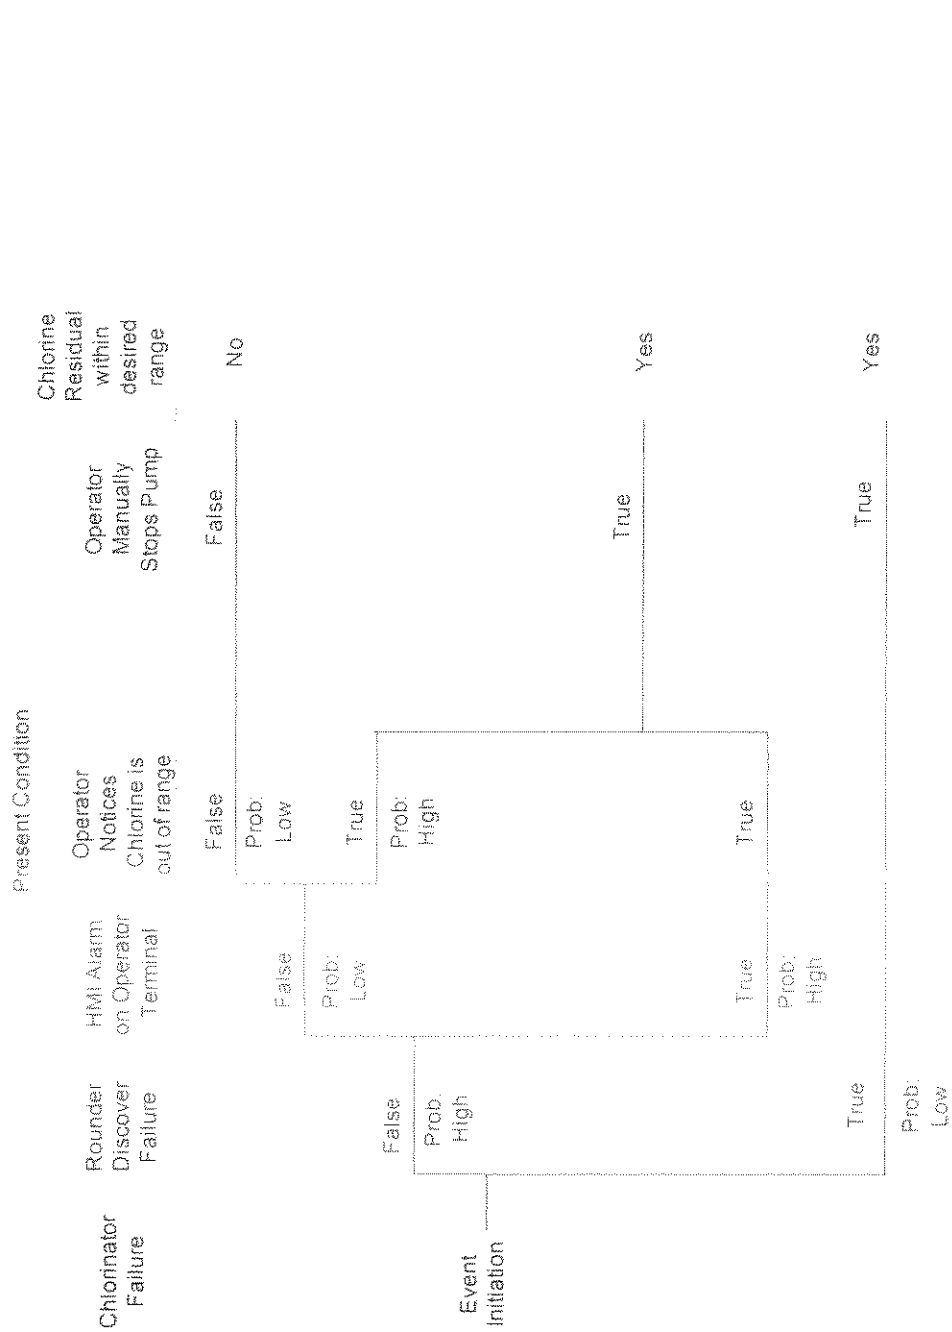 Present Condition
Chlorinator
Failure
Rounder
Discover
Failure
HMI Alarm
on Operator
Terminal
Operator
Notices
Chlorine is
out of range
Operator
Manually
Stops Pump
Chlorine
Residual
within
desired
range
False
False
No
Prob:
Low
False
Prob:
Low
True
Prob:
High
False
Prob:
High
Event
Initiation
True
Yes
True
True
Prob:
High
True
True
Yes
Prob:
Low